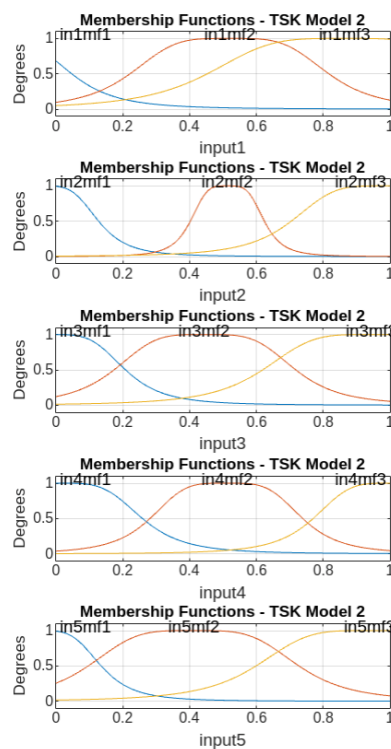 Membership Functions - TSK Model 2
in1mf1 in1mf2 in1mf3
Degrees
1
0.5
0
0 0.2 0.4 0.6 0.8 1
input1
Membership Functions - TSK Model 2
in2mf1 in2mf2 in2mf3
Degrees
1
0.5
0
0 0.2 0.4 0.6 0.8 1
input2
Membership Functions - TSK Model 2
in3mf1 in3mf2 in3mf3
Degrees
1
0.5
0
0 0.2 0.4 0.6 0.8 1
input3
Membership Functions - TSK Model 2
in4mf1 in4mf2 in4mf3
Degrees
1
0.5
0
0 0.2 0.4 0.6 0.8 1
input4
Membership Functions - TSK Model 2
in5mf1 in5mf2 in5mf3
Degrees
1
0.5
0
0 0.2 0.4 0.6 0.8 1
input5